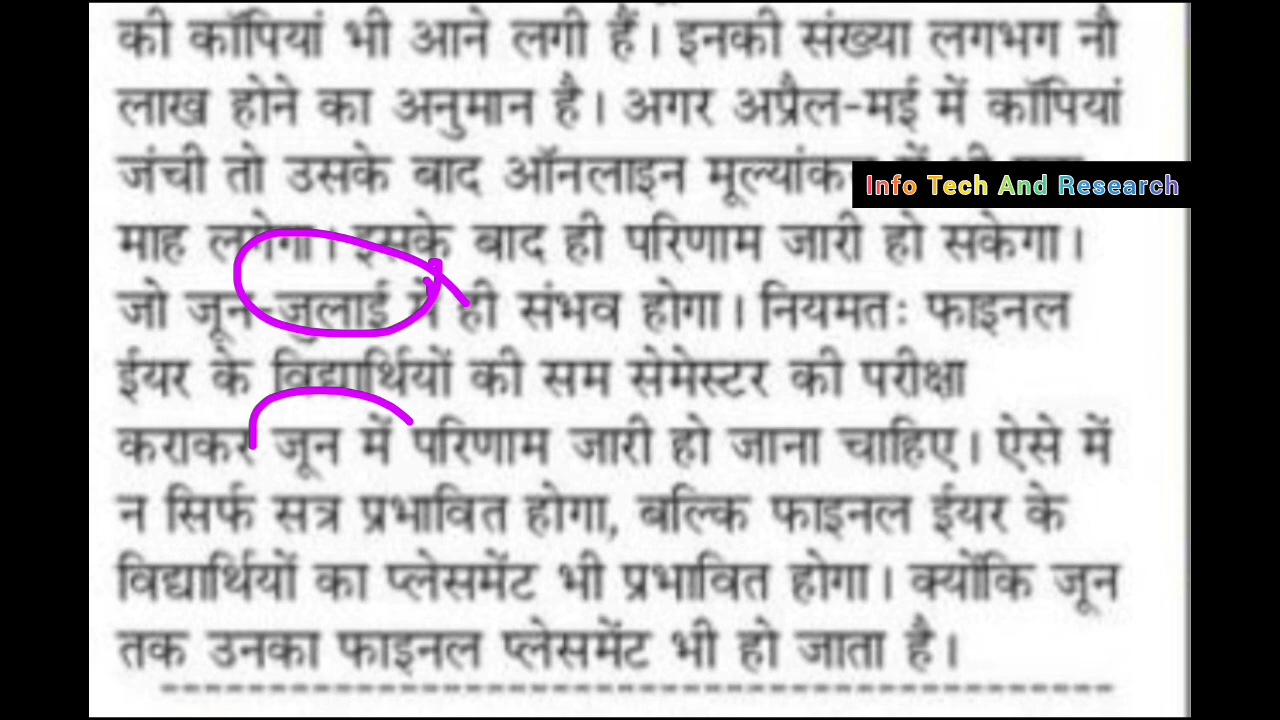 की कॉपियां भी आने लगी हैं। इनकी संख्या लगभग नौ
लाख होने का अनुमान है। अगर अप्रैल-मई में कॉपियां
जंची तो उसके बाद ऑनलाइन
Info Tech And Research
माह लगेगा। इसके बाद ही परिणाम जारी हो सकेगा।
जो जून-जुलाई में ही संभव होगा। नियमतः फाइनल
ईयर के विद्यार्थियों की सम सेमेस्टर की परीक्षा
कराकर जून में परिणाम जारी हो जाना चाहिए। ऐसे में
न सिर्फ सत्र प्रभावित होगा, बल्कि फाइनल ईयर के
विद्यार्थियों का प्लेसमेंट भी प्रभावित होगा। क्योंकि जून
तक उनका फाइनल प्लेसमेंट भी हो जाता है।